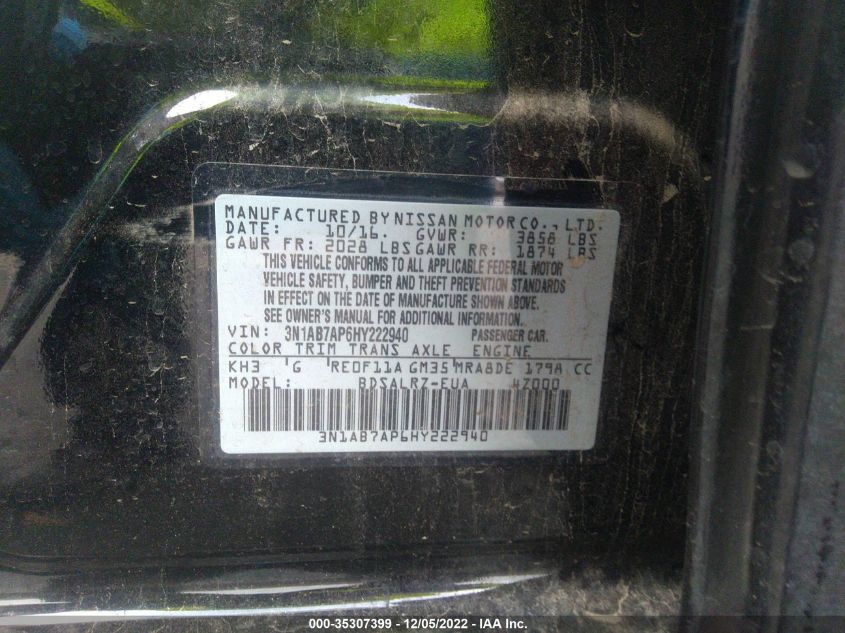 MANUFACTURED BY NISSAN MOTOR CO., LTD.
DATE: 10/16. GVWR: 3858 LBS
GAWR FR: 2028 LBS GAWR RR: 1874 LBS
THIS VEHICLE CONFORMS TO ALL APPLICABLE FEDERAL MOTOR
VEHICLE SAFETY, BUMPER AND THEFT PREVENTION STANDARDS
IN EFFECT ON THE DATE OF MANUFACTURE SHOWN ABOVE.
SEE OWNER'S MANUAL FOR ADDITIONAL INFORMATION.
VIN: 3N1AB7AP6HY222940 PASSENGER CAR.
COLOR TRIM TRANS AXLE ENGINE
KH3 G RE0F11A GM35 MRA8DE 1798 CC
MODEL: BDSALRZ-EUA 4Z000
3N1AB7AP6HY222940
000-35307399 - 12/05/2022 - IAA Inc.